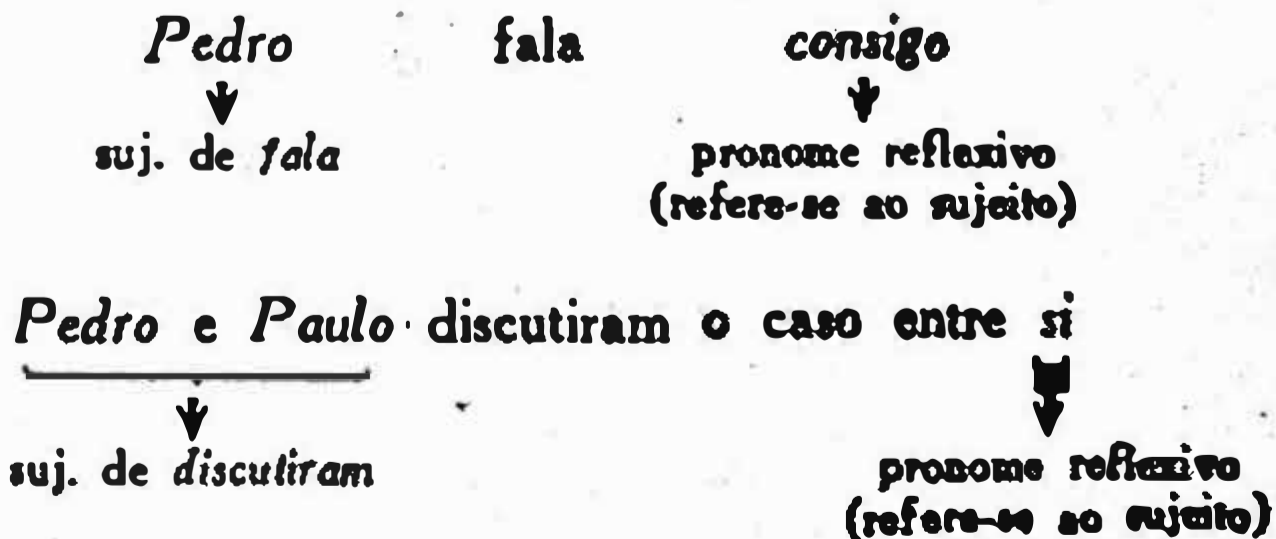 Pedro fala consigo
suj. de fala pronome reflexivo
(refere-se ao sujeito)
Pedro e Paulo discutiram o caso entre si
suj. de discutiram pronome reflexivo
(refere-se ao sujeito)